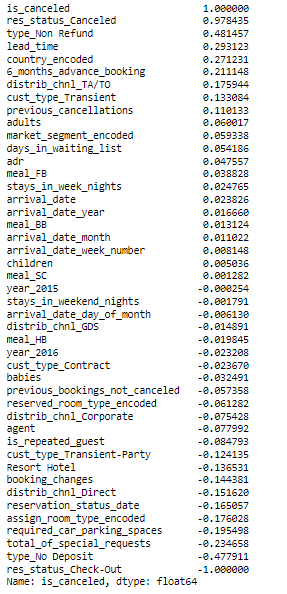 is_canceled 1.000000
res_status_Canceled 0.978435
type_Non Refund 0.481457
lead_time 0.293123
country_encoded 0.271231
6_months_advance_booking 0.211148
distrib_chnl_TA/TO 0.175944
cust_type_Transient 0.133084
previous_cancellations 0.110133
adults 0.060017
market_segment_encoded 0.059338
days_in_waiting_list 0.054186
adr 0.047557
meal_FB 0.038828
stays_in_week_nights 0.024765
arrival_date 0.023826
arrival_date_year 0.016660
meal_BB 0.013124
arrival_date_month 0.011022
arrival_date_week_number 0.008148
children 0.005036
meal_SC 0.001282
year_2015 -0.000254
stays_in_weekend_nights -0.001791
arrival_date_day_of_month -0.006130
distrib_chnl_GDS -0.014891
meal_HB -0.019845
year_2016 -0.023208
cust_type_Contract -0.023670
babies -0.032491
previous_bookings_not_canceled -0.057358
reserved_room_type_encoded -0.061282
distrib_chnl_Corporate -0.075428
agent -0.077992
is_repeated_guest -0.084793
cust_type_Transient-Party -0.124135
Resort Hotel -0.136531
booking_changes -0.144381
distrib_chnl_Direct -0.151620
reservation_status_date -0.165057
assign_room_type_encoded -0.176028
required_car_parking_spaces -0.195498
total_of_special_requests -0.234658
type_No Deposit -0.477911
res_status_Check-Out -1.000000
Name: is_canceled, dtype: float64